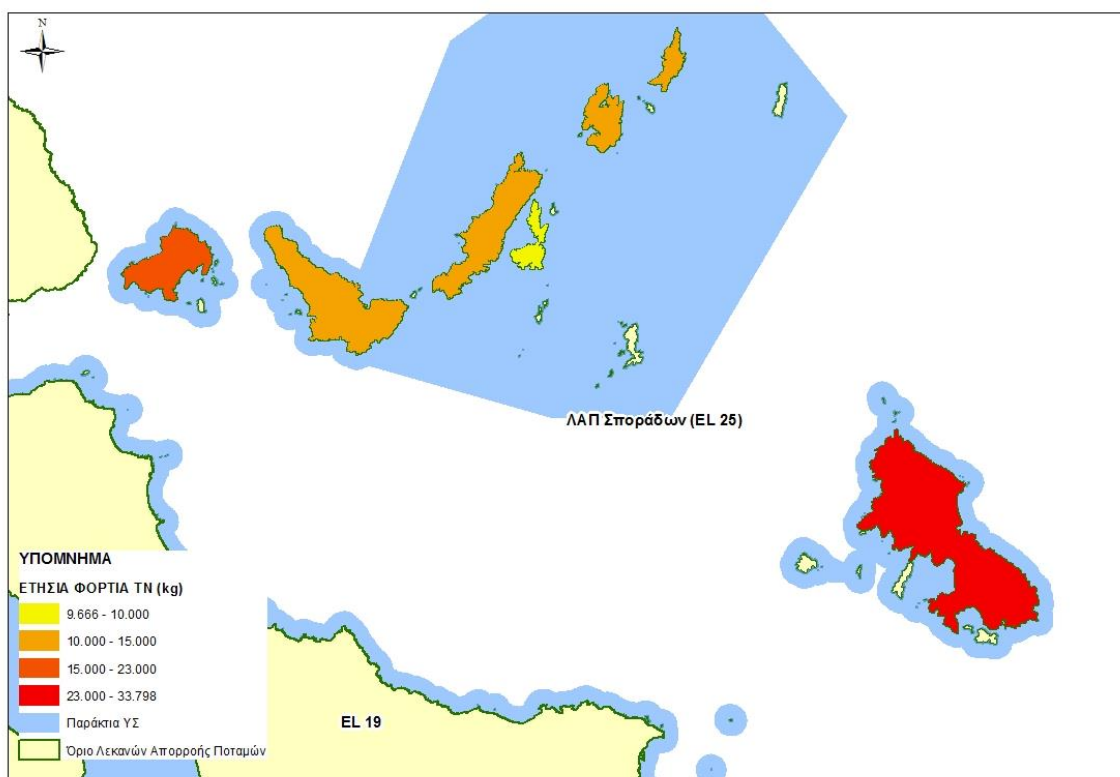 N
ΛΑΠ Σποράδων (EL 25)
ΥΠΟΜΝΗΜΑ
ΕΤΗΣΙΑ ΦΟΡΤΙΑ TN (kg)
9.666 - 10.000
10.000 - 15.000
15.000 - 23.000
23.000 - 33.798
Παράκτια ΥΣ
Όριο Λεκανών Απορροής Ποταμών
EL 19